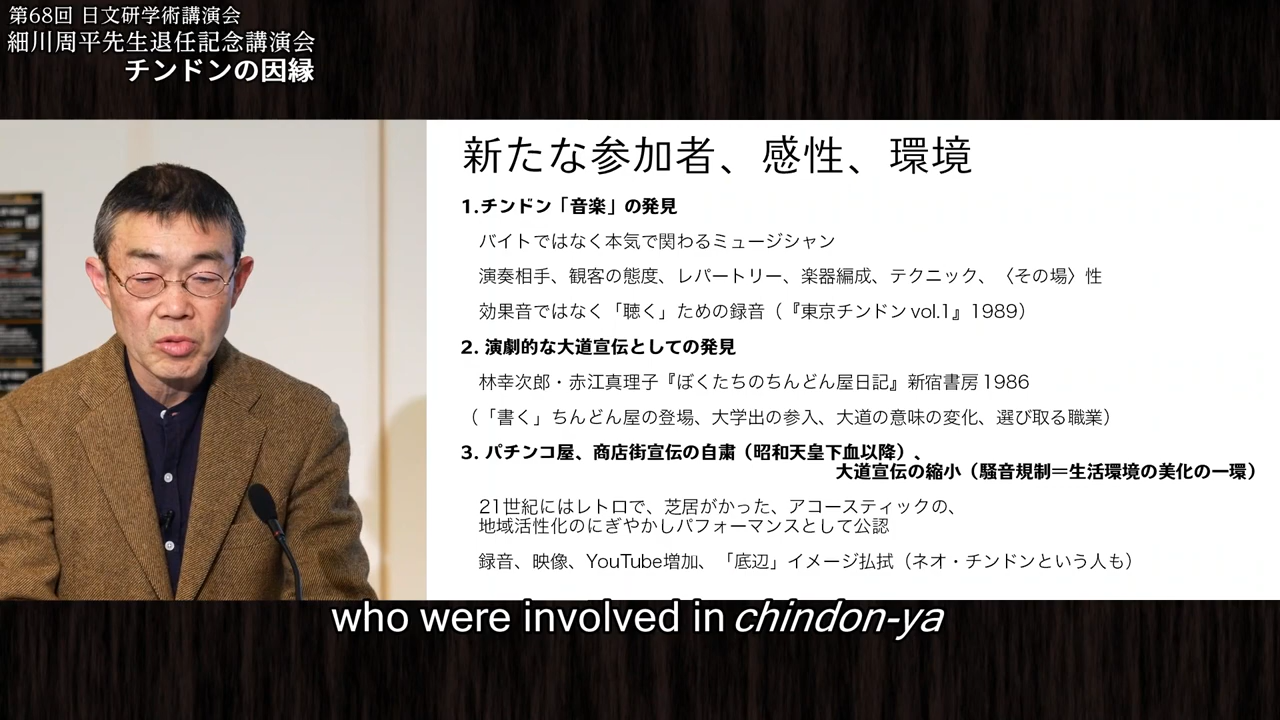 第68回 日文研学術講演会
細川周平先生退任記念講演会
チンドンの因縁
新たな参加者、感性、環境
1.チンドン「音楽」の発見
バイトではなく本気で関わるミュージシャン
演奏相手、観客の態度、レパートリー、楽器編成、テクニック、〈その場〉性
効果音ではなく「聴く」ための録音（『東京チンドン vol.1』1989）
2. 演劇的な大道宣伝としての発見
林幸次郎・赤江真理子『ぼくたちのちんどん屋日記』新宿書房 1986
（「書く」ちんどん屋の登場、大学出の参入、大道の意味の変化、選び取る職業）
3. パチンコ屋、商店街宣伝の自粛（昭和天皇下血以降）、
大道宣伝の縮小（騒音規制＝生活環境の美化の一環）
21世紀にはレトロで、芝居がかった、アコースティックの、
地域活性化のにぎやかしパフォーマンスとして公認
録音、映像、YouTube増加、「底辺」イメージ払拭（ネオ・チンドンという人も）
who were involved in chindon-ya